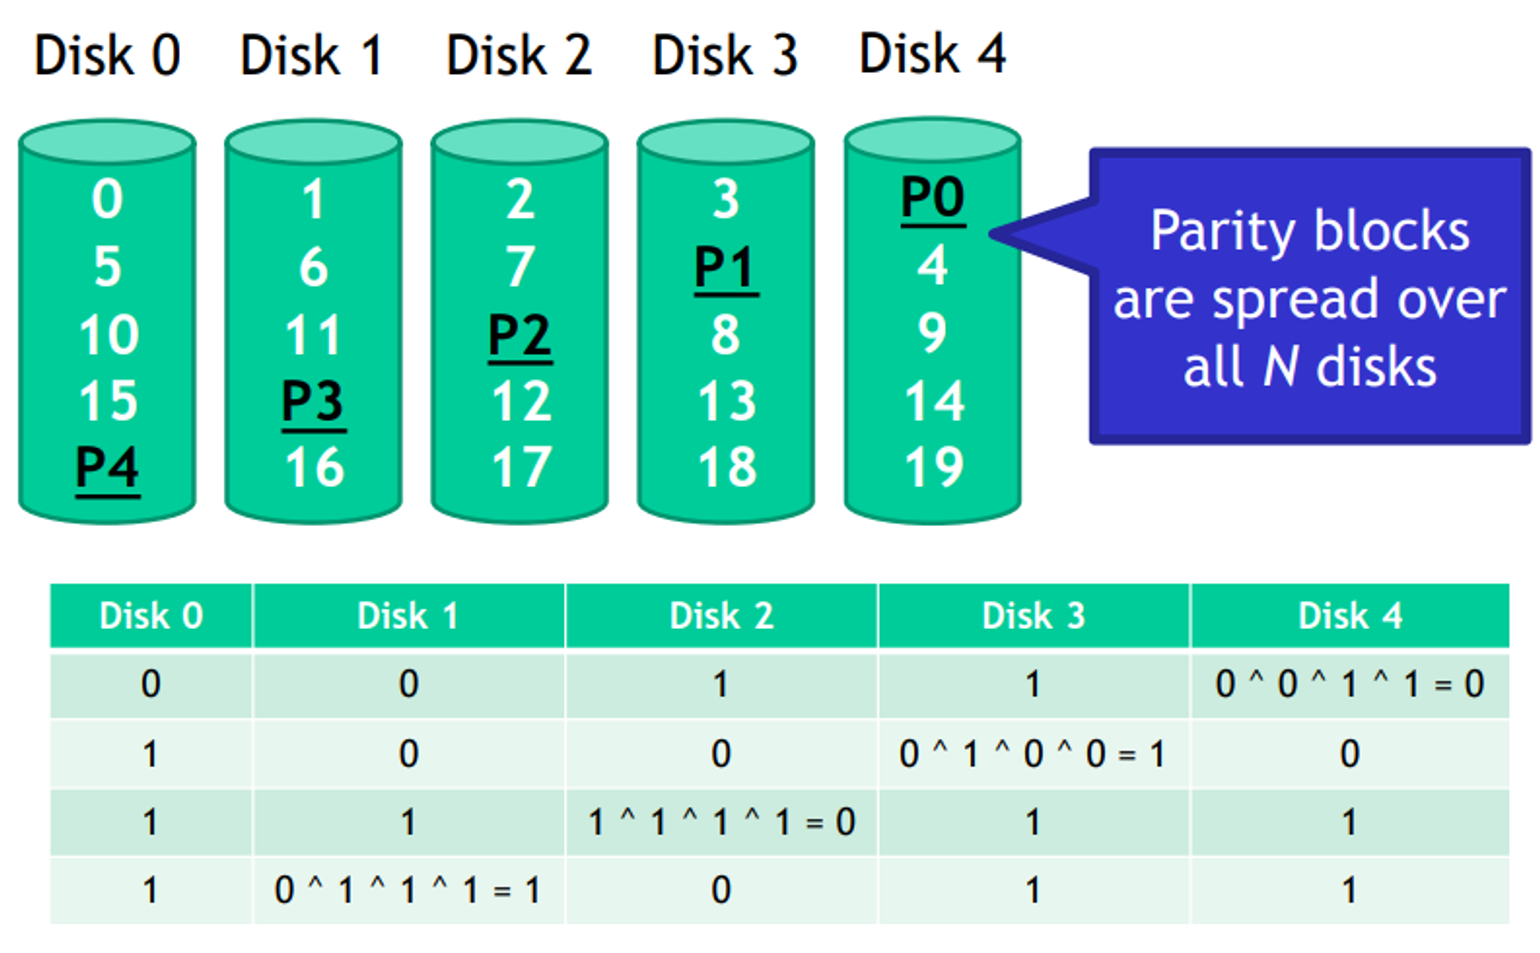 Disk 0 Disk 1 Disk 2 Disk 3 Disk 4
0 1 2 3 P0
5 6 7 P1 4
10 11 P2 8 9
15 P3 12 13 14
P4 16 17 18 19
Parity blocks
are spread over
all N disks
Disk 0 Disk 1 Disk 2 Disk 3 Disk 4
0 0 1 1 0 ^ 0 ^ 1 ^ 1 = 0
1 0 0 0 ^ 1 ^ 0 ^ 0 = 1 0
1 1 1 ^ 1 ^ 1 ^ 1 = 0 1 1
1 0 ^ 1 ^ 1 ^ 1 = 1 0 1 1